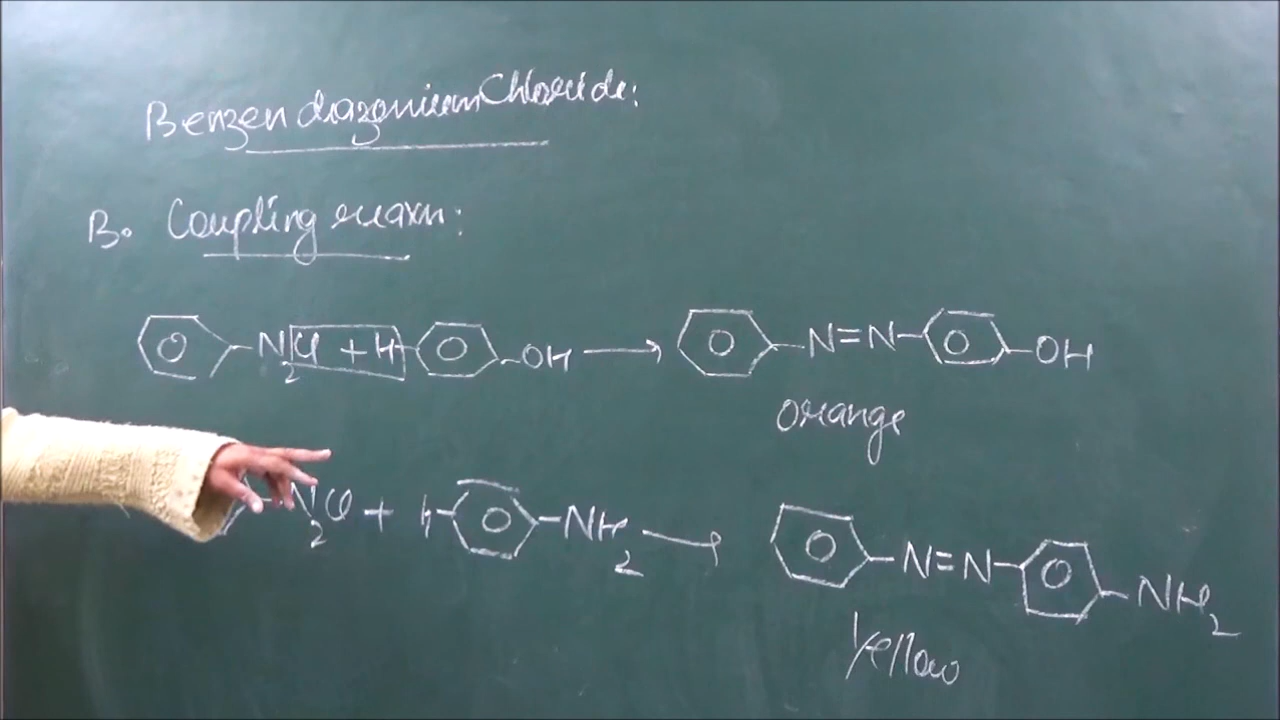 Benzen diazonium Chloride:
B. Coupling reaxn:
N₂Cl + H OH → N=N OH
Orange
N₂Cl + H NH₂ → N=N NH₂
Yellow